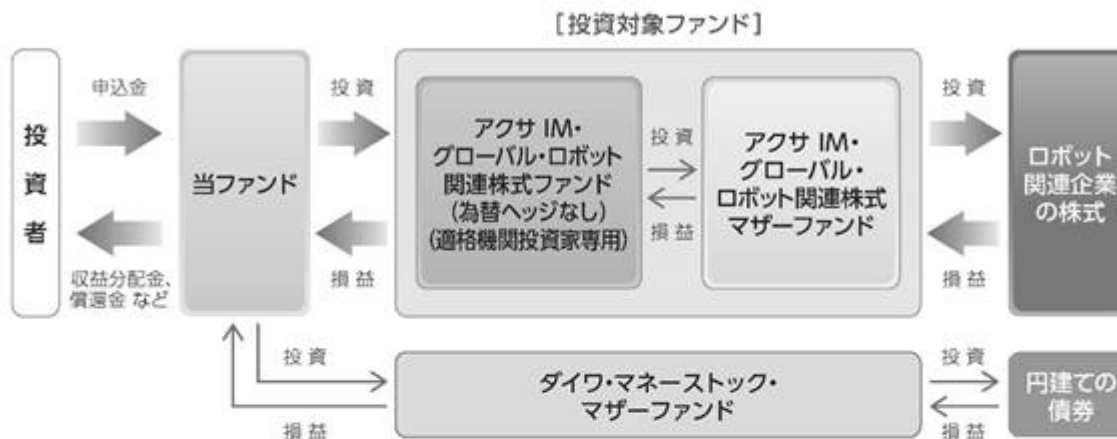 [投資対象ファンド]
投資者
申込金
収益分配金、
償還金 など
当ファンド
投資
損益
アクサ IM・
グローバル・ロボット
関連株式ファンド
(為替ヘッジなし)
(適格機関投資家専用)
投資
損益
アクサ IM・
グローバル・
ロボット関連株式
マザーファンド
投資
損益
ロボット
関連企業
の株式
投資
損益
ダイワ・マネーストック・
マザーファンド
投資
損益
円建ての
債券